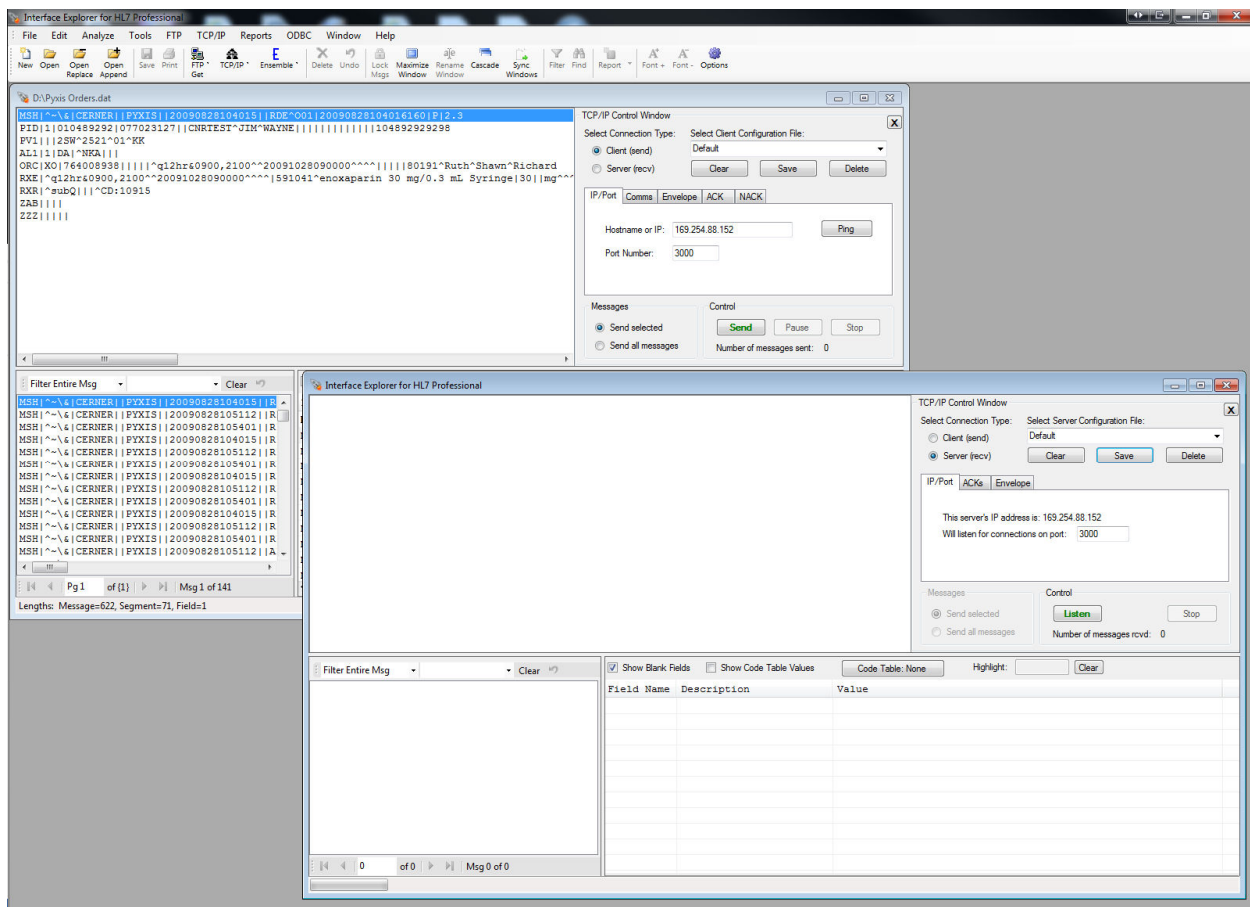 Interface Explorer for HL7 Professional
File Edit Analyze Tools FTP TCP/IP Reports ODBC Window Help
New Open Open Replace Open Append Save Print FTP Get TCP/IP Ensemble Delete Undo Lock Msgs Maximize Window Rename Window Cascade Sync Windows Filter Find Report Font + Font - Options
D:\Pyxis Orders.dat
MSH|^~\&|CERNER||PYXIS||20090828104015||RDE^O01|20090828104016160|P|2.3
PID|1|010489292|077023127||CNRTEST^JIM^WAYNE|||||||||||||104892929298
PV1|||2SW^2521^01^KK
AL1|1|DA|^NKA|||
ORC|XO|764008938|||||^q12hr&0900,2100^^20091028090000^^^^|||||80191^Ruth^Shawn^Richard
RXE|^q12hr&0900,2100^^20091028090000^^^^|591041^enoxaparin 30 mg/0.3 mL Syringe|30||mg^^^
RXR|^subQ|||^CD:10915
ZAB||||
ZZZ|||||
TCP/IP Control Window
X
Select Connection Type: Select Client Configuration File:
Client (send) Default
Server (recv) Clear Save Delete
IP/Port Comms Envelope ACK NACK
Hostname or IP: 169.254.88.152 Ping
Port Number: 3000
Messages Control
Send selected Send Pause Stop
Send all messages Number of messages sent: 0
Filter Entire Msg Clear
MSH|^~\&|CERNER||PYXIS||20090828104015||R
MSH|^~\&|CERNER||PYXIS||20090828105112||R
MSH|^~\&|CERNER||PYXIS||20090828105401||R
MSH|^~\&|CERNER||PYXIS||20090828104015||R
MSH|^~\&|CERNER||PYXIS||20090828105112||R
MSH|^~\&|CERNER||PYXIS||20090828105401||R
MSH|^~\&|CERNER||PYXIS||20090828104015||R
MSH|^~\&|CERNER||PYXIS||20090828105112||R
MSH|^~\&|CERNER||PYXIS||20090828105401||R
MSH|^~\&|CERNER||PYXIS||20090828104015||R
MSH|^~\&|CERNER||PYXIS||20090828105112||R
MSH|^~\&|CERNER||PYXIS||20090828105401||R
MSH|^~\&|CERNER||PYXIS||20090828105112||A
Pg 1 of {1} Msg 1 of 141
Lengths: Message=622, Segment=71, Field=1
Interface Explorer for HL7 Professional
TCP/IP Control Window
X
Select Connection Type: Select Server Configuration File:
Client (send) Default
Server (recv) Clear Save Delete
IP/Port ACKs Envelope
This server's IP address is: 169.254.88.152
Will listen for connections on port: 3000
Messages Control
Send selected Listen Stop
Send all messages Number of messages rcvd: 0
Filter Entire Msg Clear
Show Blank Fields Show Code Table Values Code Table: None Highlight: Clear
Field Name Description Value
0 of 0 Msg 0 of 0